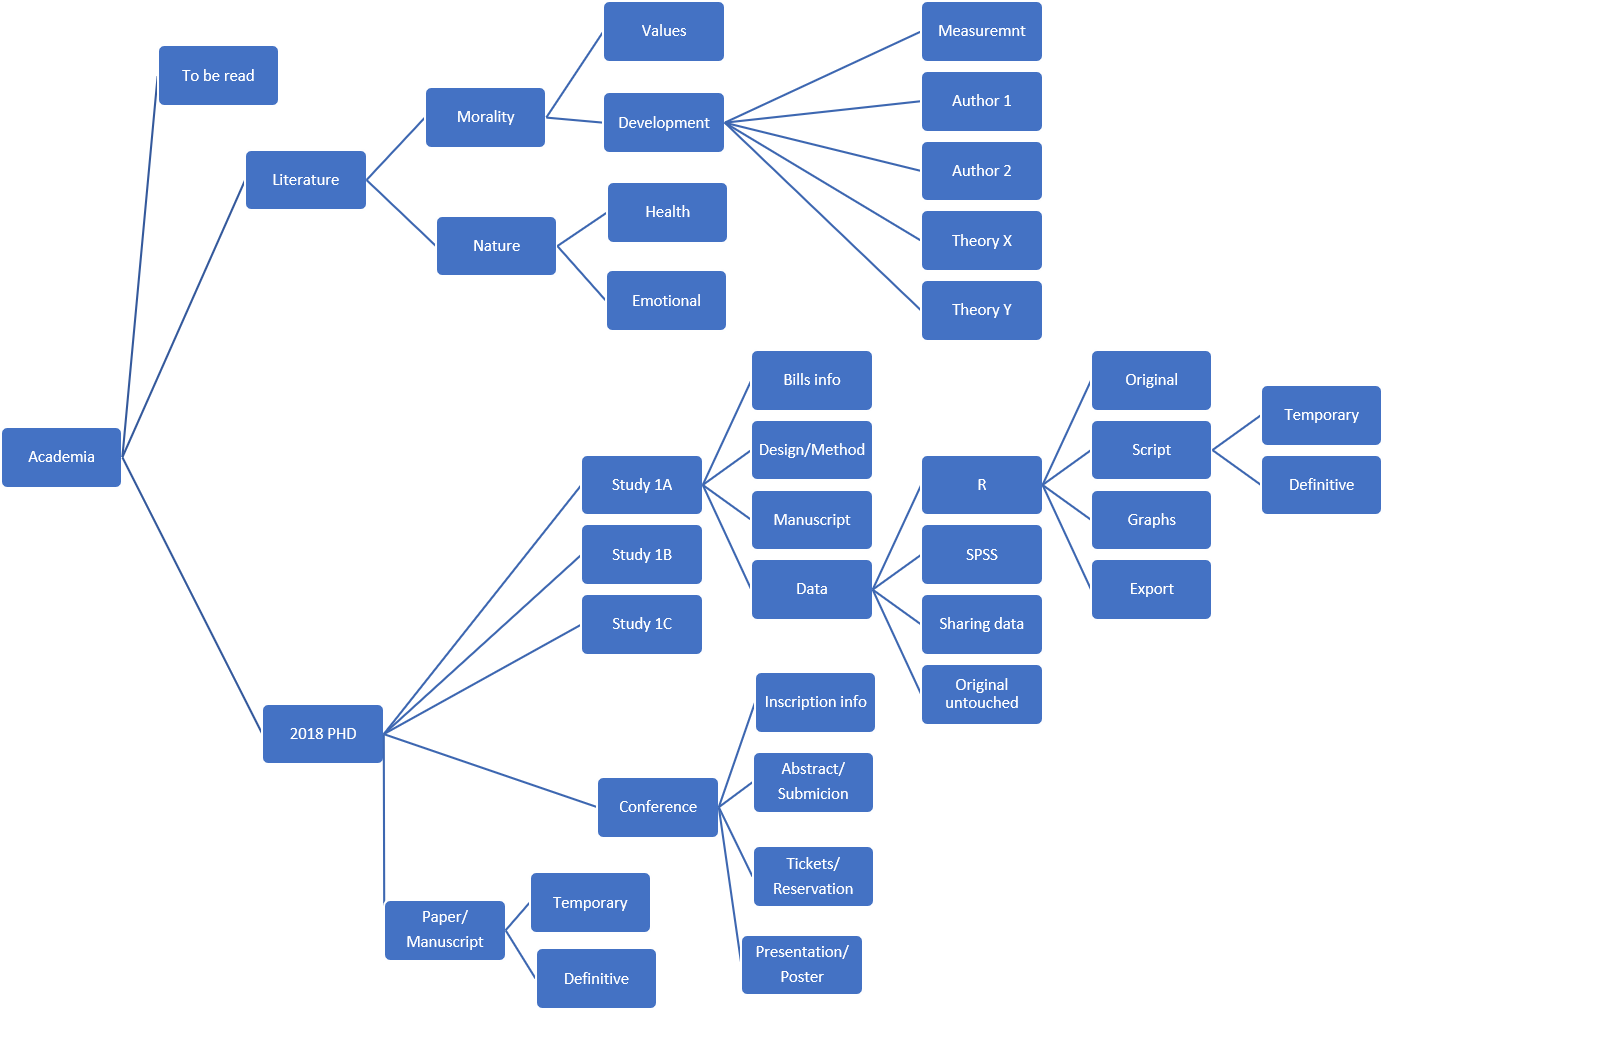 Academia
To be read
Literature
Morality
Values
Development
Measuremnt
Author 1
Author 2
Theory X
Theory Y
Nature
Health
Emotional
2018 PHD
Study 1A
Bills info
Design/Method
Manuscript
Data
R
Original
Script
Temporary
Definitive
Graphs
Export
SPSS
Sharing data
Original
untouched
Study 1B
Study 1C
Conference
Inscription info
Abstract/
Submicion
Tickets/
Reservation
Presentation/
Poster
Paper/
Manuscript
Temporary
Definitive